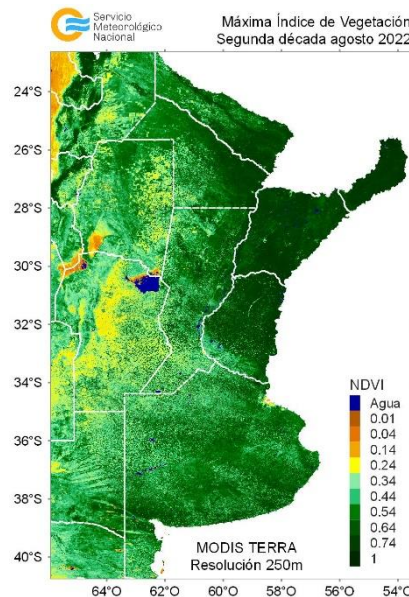 Servicio
Meteorológico
Nacional
Máxima Índice de Vegetación
Segunda década agosto 2022
24°S
26°S
28°S
30°S
32°S
34°S
36°S
38°S
40°S
NDVI
Agua
0.01
0.04
0.14
0.24
0.34
0.44
0.54
0.64
0.74
1
MODIS TERRA
Resolución 250m
64°O 62°O 60°O 58°O 56°O 54°O